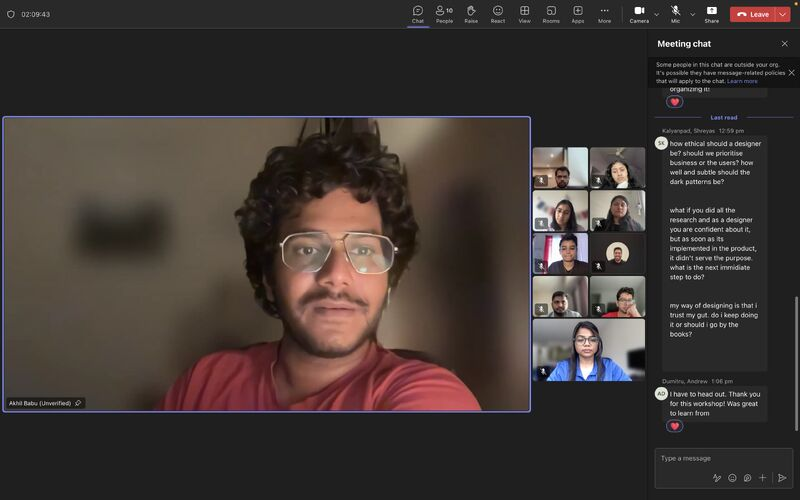 02:09:43
Chat
10
People
Raise
React
View
Rooms
Apps
More
Camera
Mic
Share
Leave
Meeting chat
Some people in this chat are outside your org.
It's possible they have message-related policies
that will apply to the chat. Learn more
organizing it!
Last read
Kalyanpad, Shreyas 12:59 pm
SK
how ethical should a designer
be? should we prioritise
business or the users? how
well and subtle should the
dark patterns be?
what if you did all the
research and as a designer
you are confident about it,
but as soon as its
implemented in the product,
it didn't serve the purpose.
what is the next immidiate
step to do?
my way of designing is that i
trust my gut. do i keep doing
it or should i go by the
books?
Dumitru, Andrew 1:06 pm
AD
I have to head out. Thank you
for this workshop! Was great
to learn from
Type a message
Akhil Babu (Unverified)